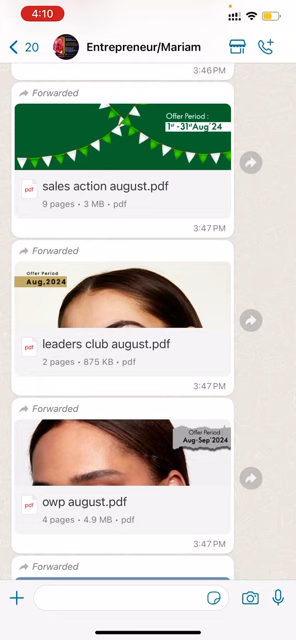 4:10
20
Entrepreneur/Mariam
3:46 PM
Forwarded
Offer Period :
1st - 31st Aug'24
pdf
sales action august.pdf
9 pages • 3 MB • pdf
3:47 PM
Forwarded
Offer Period
Aug,2024
pdf
leaders club august.pdf
2 pages • 875 KB • pdf
3:47 PM
Forwarded
Offer Period :
Aug-Sep'2024
pdf
owp august.pdf
4 pages • 4.9 MB • pdf
3:47 PM
Forwarded